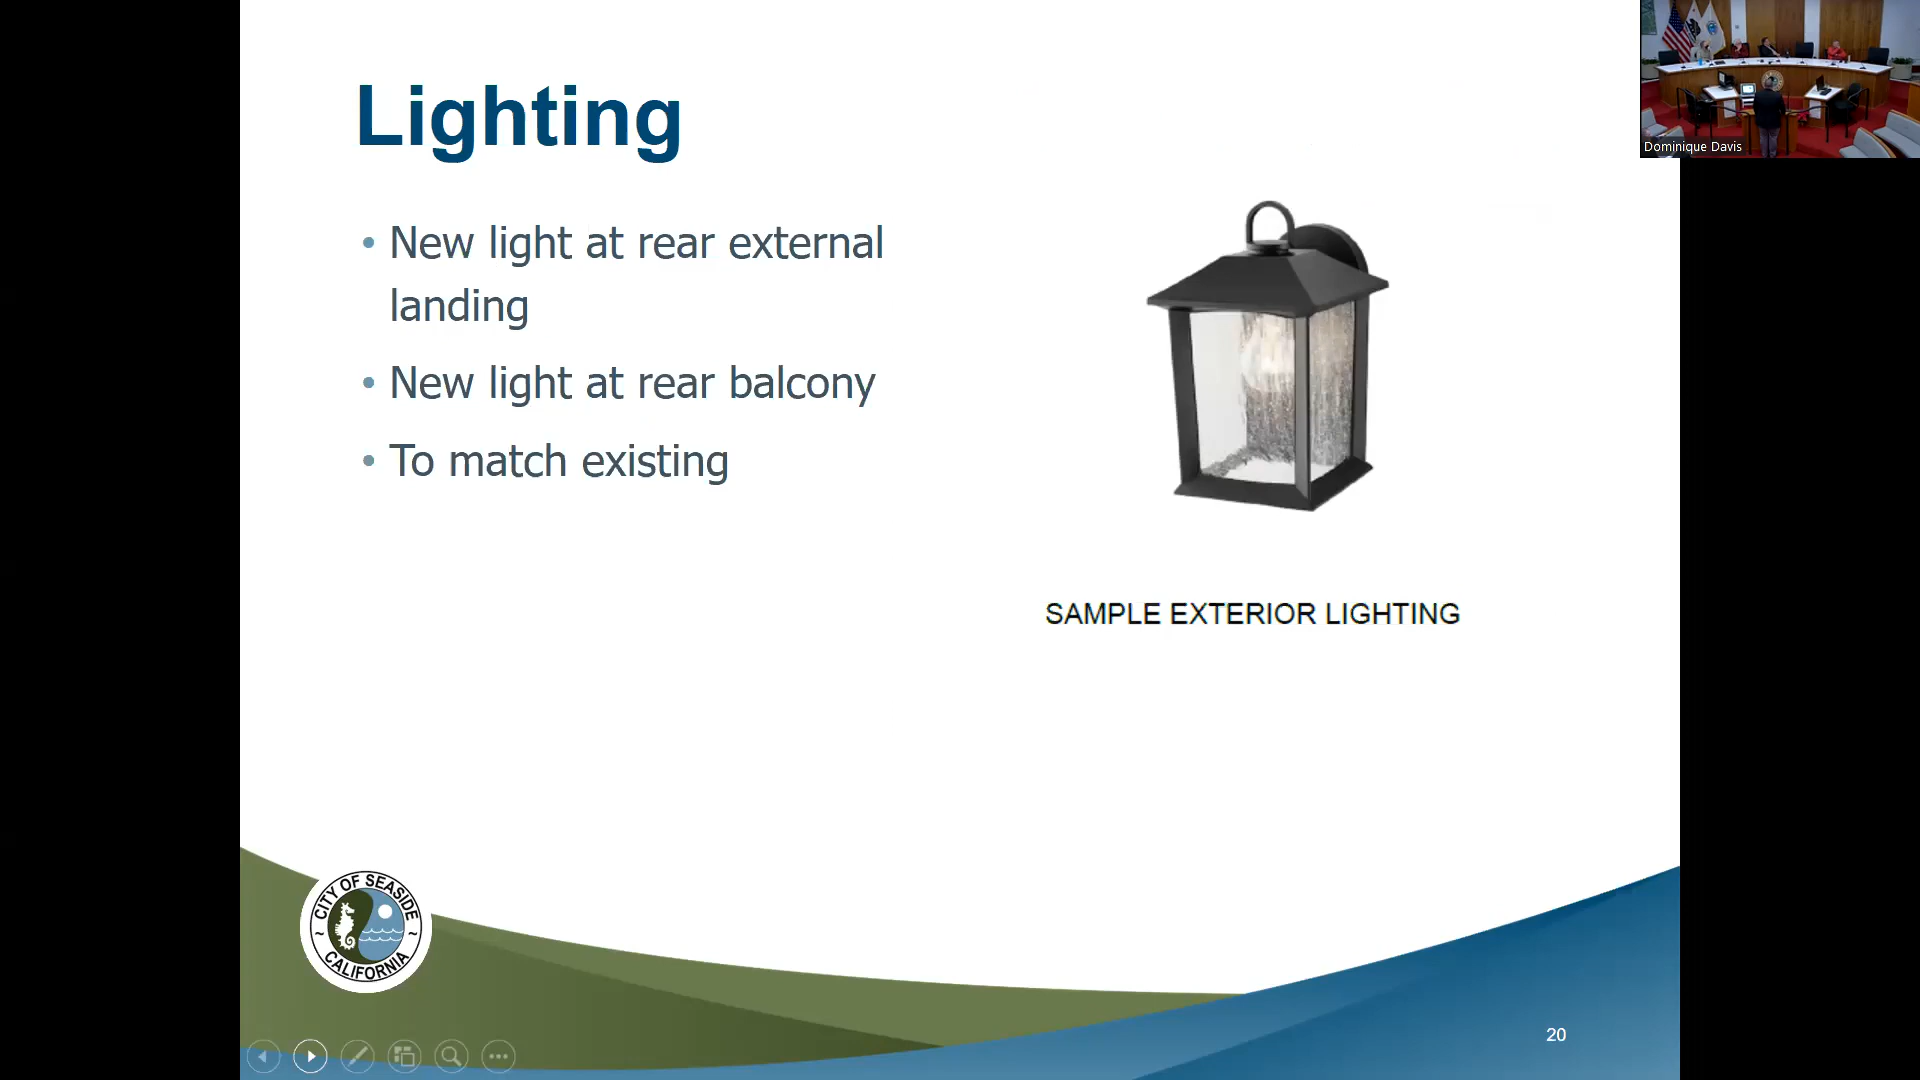 Lighting
• New light at rear external
landing
• New light at rear balcony
• To match existing
SAMPLE EXTERIOR LIGHTING
Dominique Davis
~ CITY OF SEASIDE ~
CALIFORNIA
20